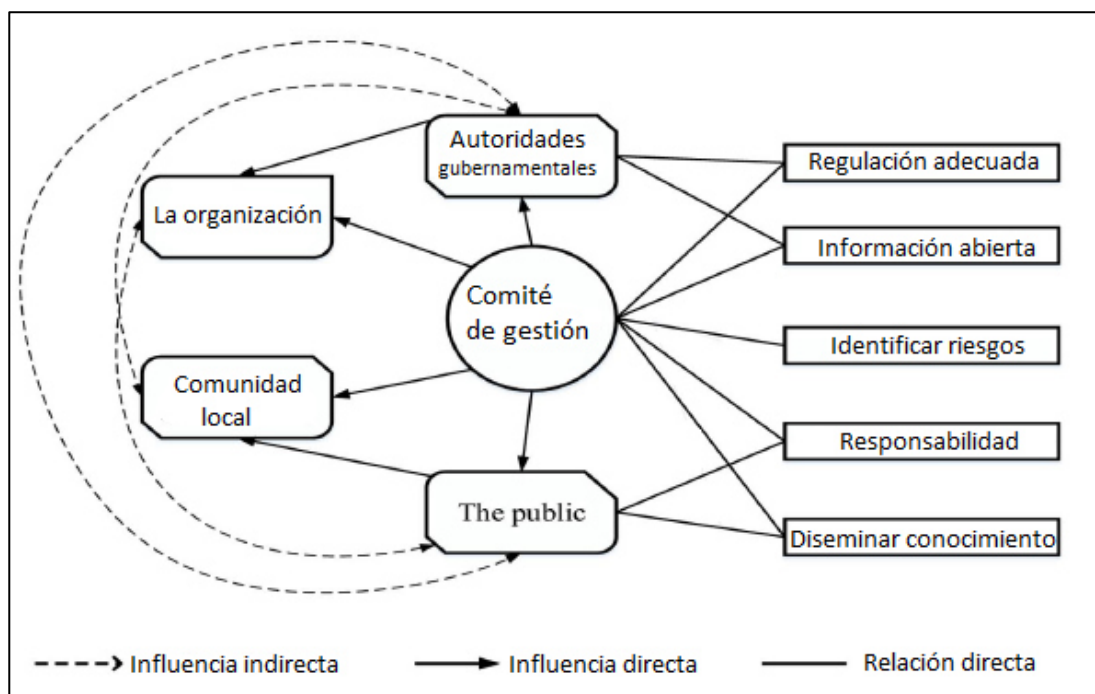 Autoridades
gubernamentales
La organización
Comité
de gestión
Comunidad
local
The public
Regulación adecuada
Información abierta
Identificar riesgos
Responsabilidad
Diseminar conocimiento
Influencia indirecta
Influencia directa
Relación directa